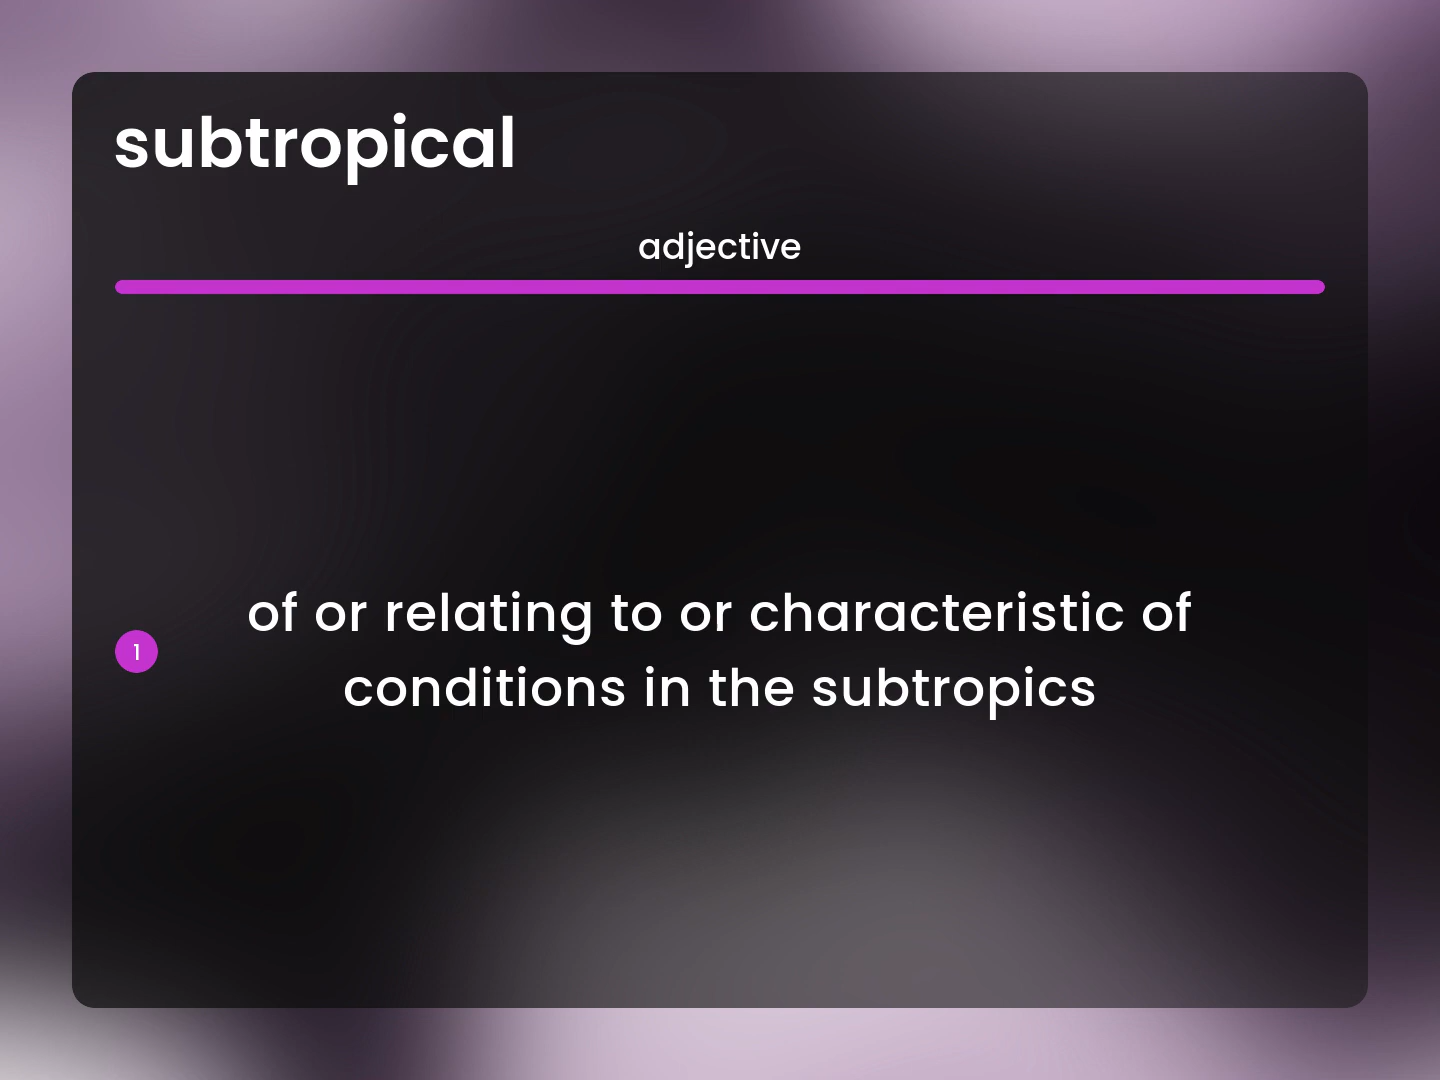 subtropical
adjective
1
of or relating to or characteristic of
conditions in the subtropics